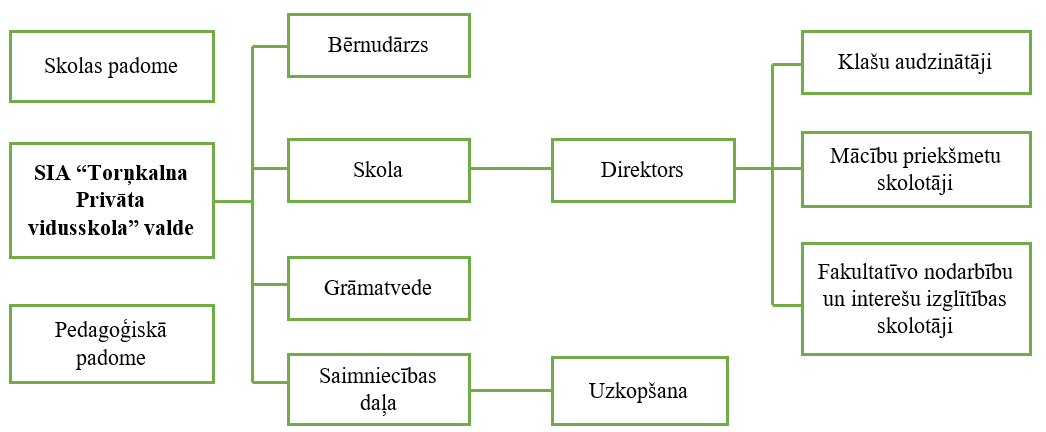 Skolas padome
SIA “Torņkalna
Privāta
vidusskola” valde
Pedagoģiskā
padome
Bērnudārzs
Skola
Grāmatvede
Saimniecības
daļa
Direktors
Uzkopšana
Klašu audzinātāji
Mācību priekšmetu
skolotāji
Fakultatīvo nodarbību
un interešu izglītības
skolotāji